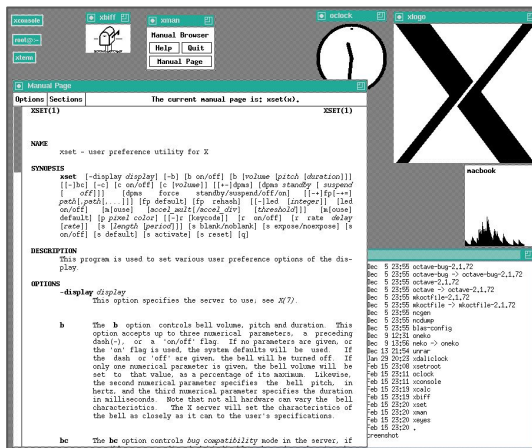 xconsole
root@:~
xterm
xbiff
xman
Manual Browser
Help Quit
Manual Page
oclock
xlogo
macbook
Manual Page
Options Sections The current manual page is: xset(x).
XSET(1) XSET(1)
NAME
xset - user preference utility for X
SYNOPSIS
xset [-display display] [-b] [b on/off] [b [volume [pitch [duration]]]
[[-]bc] [-c] [c on/off] [c [volume]] [[+-]dpms] [dpms standby [ suspend
[ off]]] [dpms force standby/suspend/off/on] [[-+]fp[-+=]
path[,path[,...]]] [fp default] [fp rehash] [[-]led [integer]] [led
on/off] [m[ouse] [accel_mult[/accel_div] [threshold]]] [m[ouse]
default] [p pixel color] [[-]r [keycode]] [r on/off] [r rate delay
[rate]] [s [length [period]]] [s blank/noblank] [s expose/noexpose] [s
on/off] [s default] [s activate] [s reset] [q]
DESCRIPTION
This program is used to set various user preference options of the dis-
play.
OPTIONS
-display display
This option specifies the server to use; see X(7).
b The b option controls bell volume, pitch and duration. This
option accepts up to three numerical parameters, a preceding
dash(-), or a 'on/off' flag. If no parameters are given, or
the 'on' flag is used, the system defaults will be used. If
the dash or 'off' are given, the bell will be turned off. If
only one numerical parameter is given, the bell volume will be
set to that value, as a percentage of its maximum. Likewise,
the second numerical parameter specifies the bell pitch, in
hertz, and the third numerical parameter specifies the duration
in milliseconds. Note that not all hardware can vary the bell
characteristics. The X server will set the characteristics of
the bell as closely as it can to the user's specifications.
bc The bc option controls bug compatibility mode in the server, if
Dec 5 23:55 octave-bug-2.1.72
Dec 5 23:55 octave-bug -> octave-bug-2.1.72
Dec 5 23:55 octave-2.1.72
Dec 5 23:55 octave -> octave-2.1.72
Dec 5 23:55 mkoctfile-2.1.72
Dec 5 23:55 mkoctfile -> mkoctfile-2.1.72
Dec 5 23:55 ncgen
Dec 5 23:55 ncdump
Dec 5 23:55 blas-config
Dec 9 12:31 oneko
Dec 9 13:56 neko -> oneko
Dec 13 21:54 unrar
Jan 29 20:23 xdaliclock
Feb 15 23:08 xsetroot
Feb 15 23:11 oclock
Feb 15 23:11 xconsole
Feb 15 23:19 xcalc
Feb 15 23:19 xbiff
Feb 15 23:20 xset
Feb 15 23:20 xman
Feb 15 23:20 xeyes
Feb 15 23:20 .
creenshot